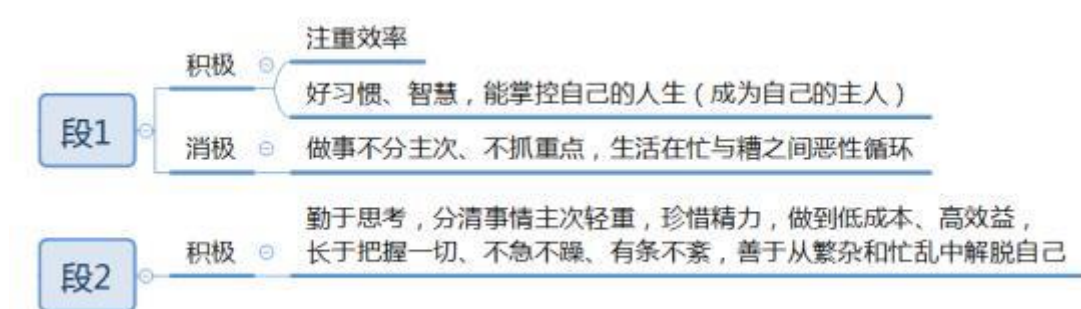 段1
积极
注重效率
好习惯、智慧，能掌控自己的人生（成为自己的主人）
消极
做事不分主次、不抓重点，生活在忙与糟之间恶性循环
段2
积极
勤于思考，分清事情主次轻重，珍惜精力，做到低成本、高效益，
长于把握一切、不急不躁、有条不紊，善于从繁杂和忙乱中解脱自己